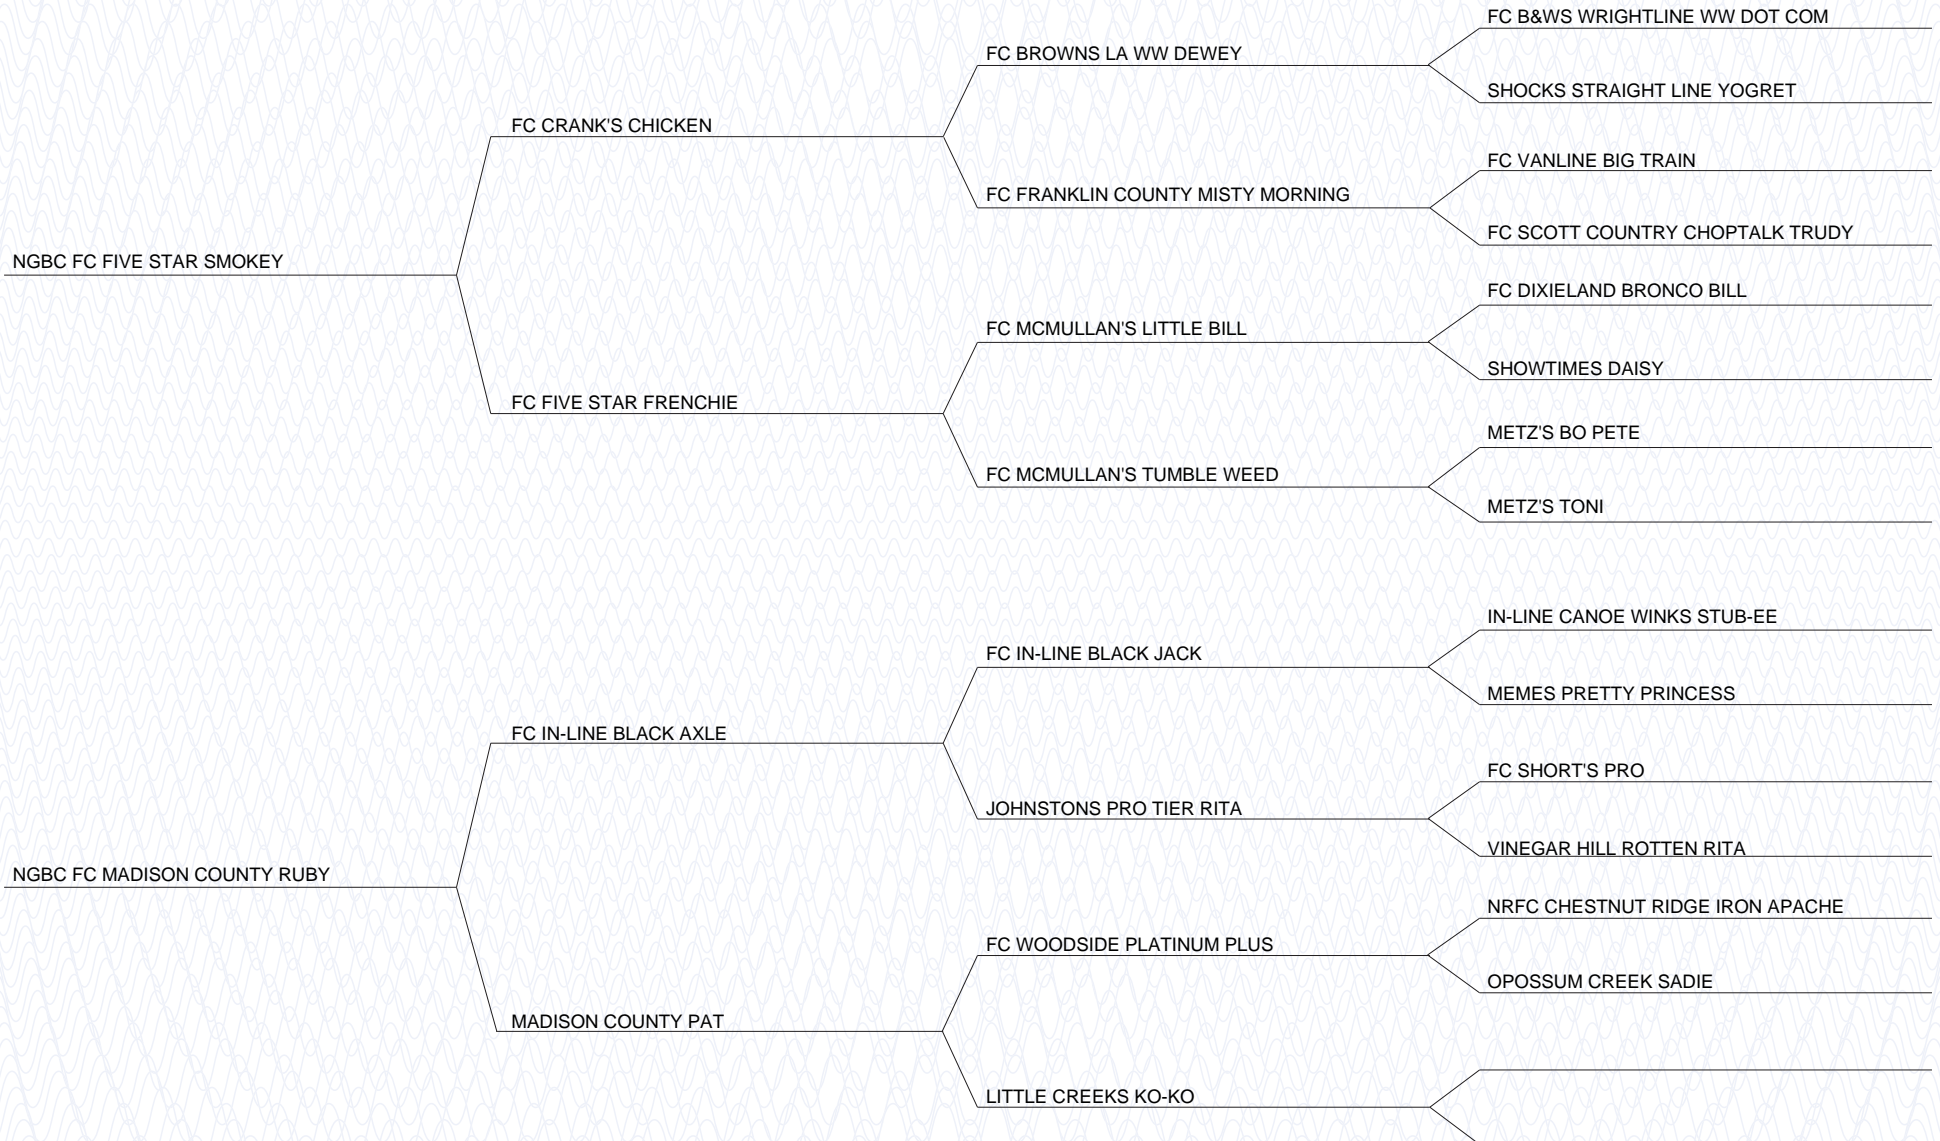 FC B&WS WRIGHTLINE WW DOT COM
FC BROWNS LA WW DEWEY
SHOCKS STRAIGHT LINE YOGRET
FC CRANK'S CHICKEN
FC VANLINE BIG TRAIN
FC FRANKLIN COUNTY MISTY MORNING
FC SCOTT COUNTRY CHOPTALK TRUDY
NGBC FC FIVE STAR SMOKEY
FC DIXIELAND BRONCO BILL
FC MCMULLAN'S LITTLE BILL
SHOWTIMES DAISY
FC FIVE STAR FRENCHIE
METZ'S BO PETE
FC MCMULLAN'S TUMBLE WEED
METZ'S TONI
IN-LINE CANOE WINKS STUB-EE
FC IN-LINE BLACK JACK
MEMES PRETTY PRINCESS
FC IN-LINE BLACK AXLE
FC SHORT'S PRO
JOHNSTONS PRO TIER RITA
VINEGAR HILL ROTTEN RITA
NGBC FC MADISON COUNTY RUBY
NRFC CHESTNUT RIDGE IRON APACHE
FC WOODSIDE PLATINUM PLUS
OPOSSUM CREEK SADIE
MADISON COUNTY PAT
LITTLE CREEKS KO-KO